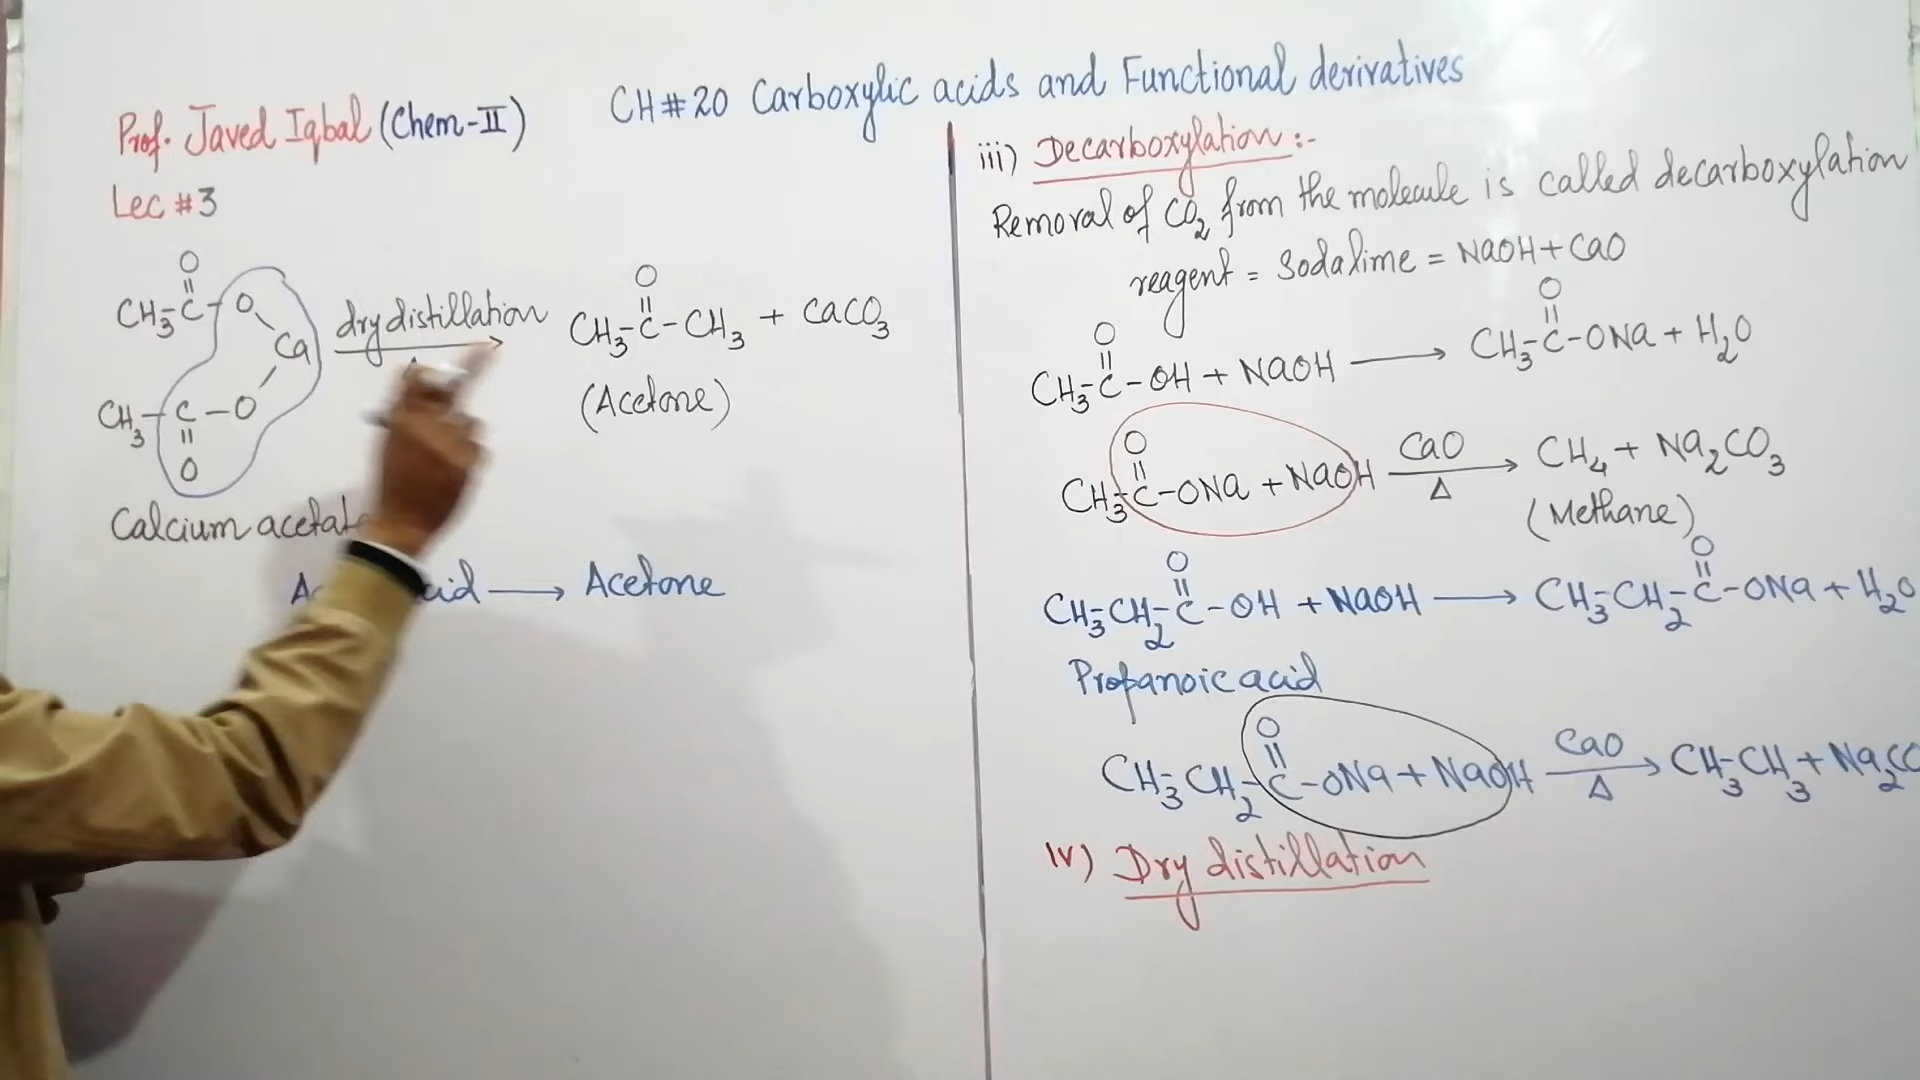 CH#20 Carboxylic acids and Functional derivatives
Prof. Javed Iqbal (Chem-II)
Lec #3
O
CH3-C-O
Ca
CH3-C-O
O
dry distillation
O
CH3-C-CH3 + CaCO3
(Acetone)
Calcium acetate
Acetone
iii) Decarboxylation:-
Removal of CO2 from the molecule is called decarboxylation
reagent = Sodalime = NaOH+CaO
O
CH3-C-OH + NaOH ⟶ CH3-C-ONa + H2O
O
O
CH3-C-ONa + NaOH CaO Δ ⟶ CH4 + Na2CO3
(Methane)
O
O
CH3-CH2-C-OH + NaOH ⟶ CH3-CH2-C-ONa + H2O
Propanoic acid
O
CH3-CH2-C-ONa + NaOH CaO Δ ⟶ CH3-CH3 + Na2CO
IV) Dry distillation